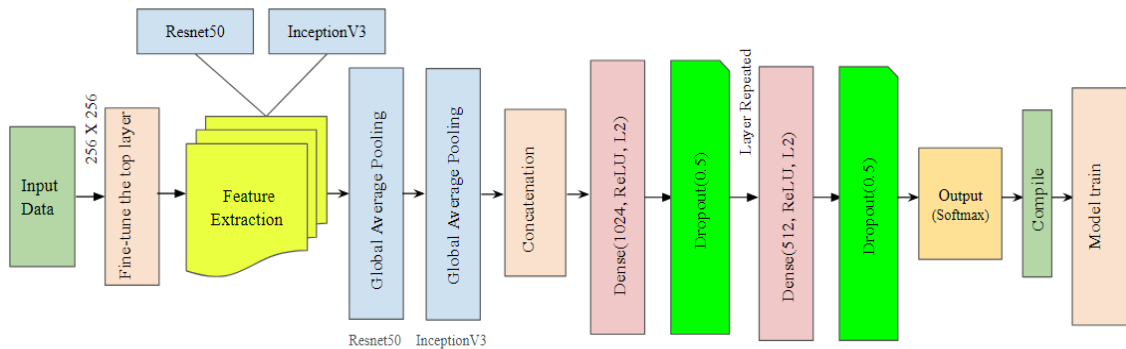 Resnet50
InceptionV3
Input
Data
256 X 256
Fine-tune the top layer
Feature
Extraction
Global Average Pooling
Resnet50
Global Average Pooling
InceptionV3
Concatenation
Dense(1024, ReLU, L2)
Dropout(0.5)
Layer Repeated
Dense(512, ReLU, L2)
Dropout(0.5)
Output
(Softmax)
Compile
Model train